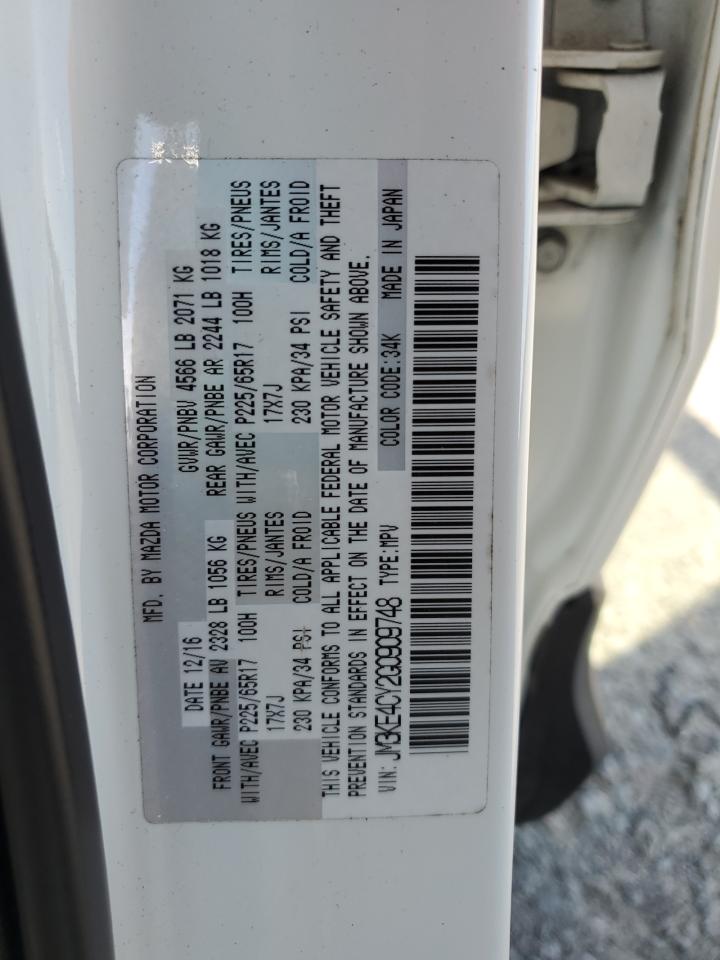 MFD. BY MAZDA MOTOR CORPORATION
DATE 12/16 GVWR/PNBV 4566 LB 2071 KG
FRONT GAWR/PNBE AV 2328 LB 1056 KG REAR GAWR/PNBE AR 2244 LB 1018 KG
WITH/AVEC P225/65R17 100H TIRES/PNEUS WITH/AVEC P225/65R17 100H TIRES/PNEUS
17X7J RIMS/JANTES 17X7J RIMS/JANTES
230 KPA/34 PSI COLD/A FROID 230 KPA/34 PSI COLD/A FROID
THIS VEHICLE CONFORMS TO ALL APPLICABLE FEDERAL MOTOR VEHICLE SAFETY AND THEFT
PREVENTION STANDARDS IN EFFECT ON THE DATE OF MANUFACTURE SHOWN ABOVE.
VIN: JM3KE4CY2G0909748 TYPE:MPV COLOR CODE:34K MADE IN JAPAN